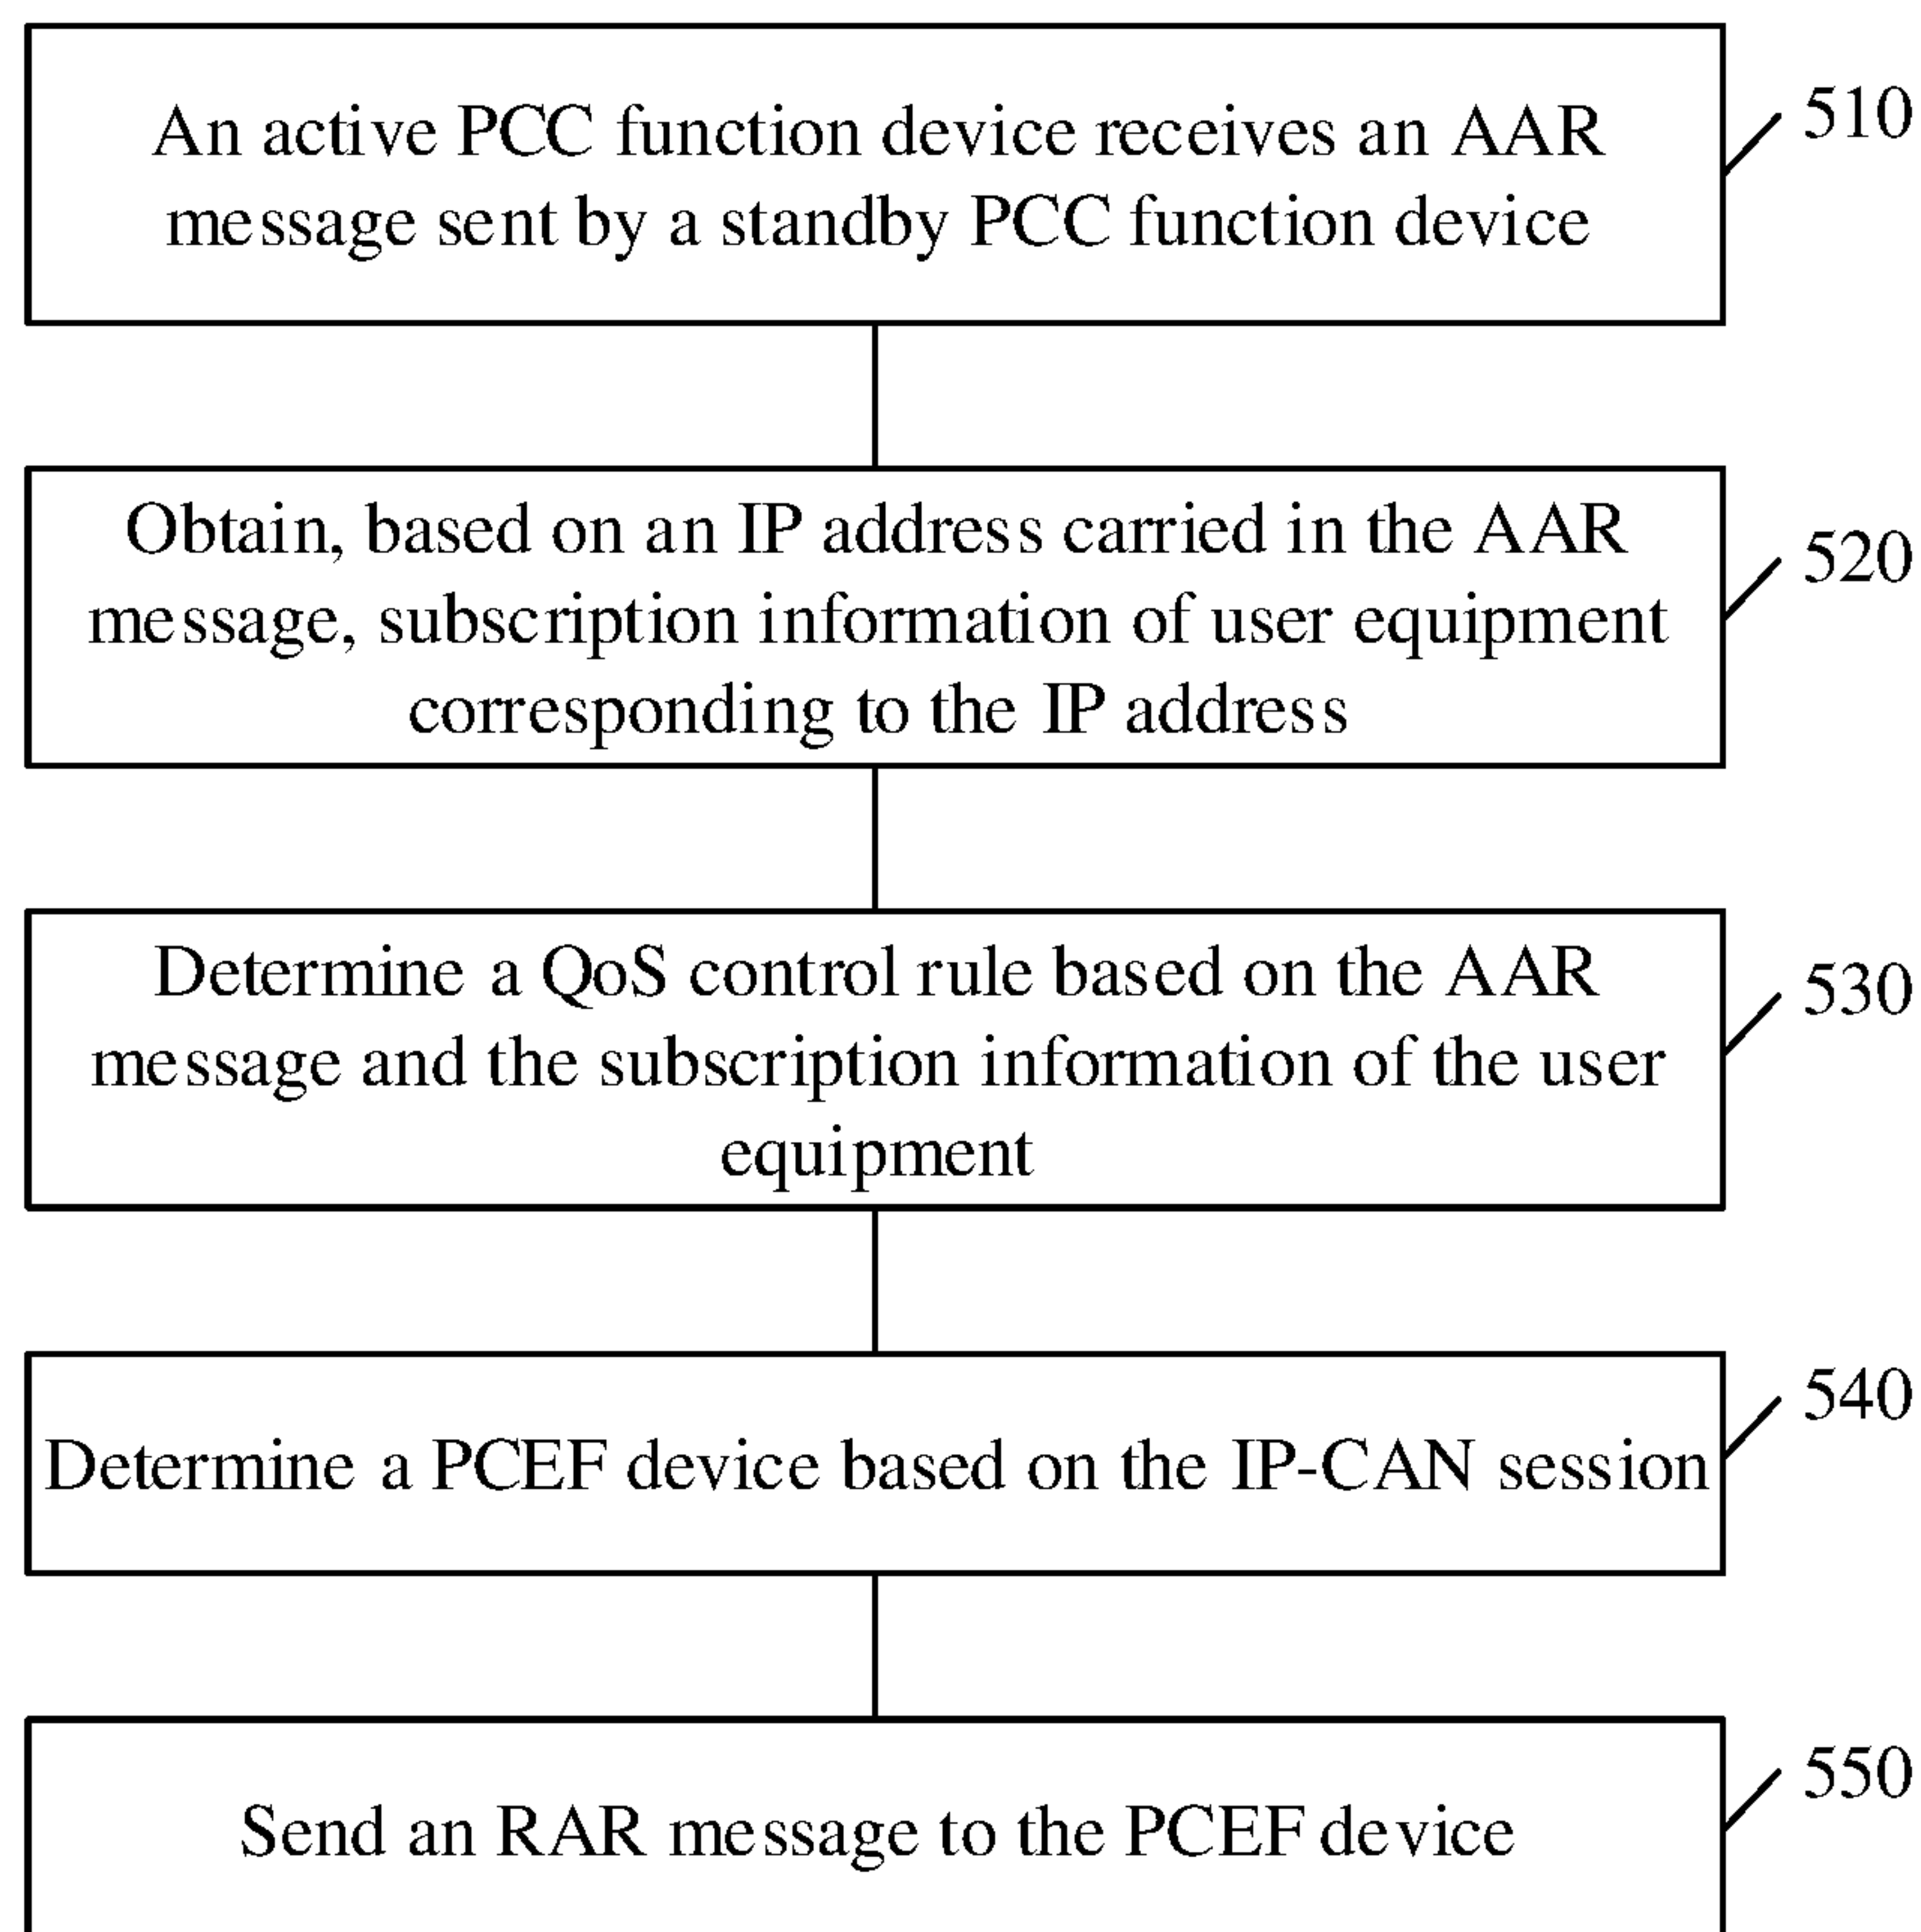 An active PCC function device receives an AAR
message sent by a standby PCC function device
510
Obtain, based on an IP address carried in the AAR
message, subscription information of user equipment
corresponding to the IP address
520
Determine a QoS control rule based on the AAR
message and the subscription information of the user
equipment
530
Determine a PCEF device based on the IP-CAN session
540
Send an RAR message to the PCEF device
550